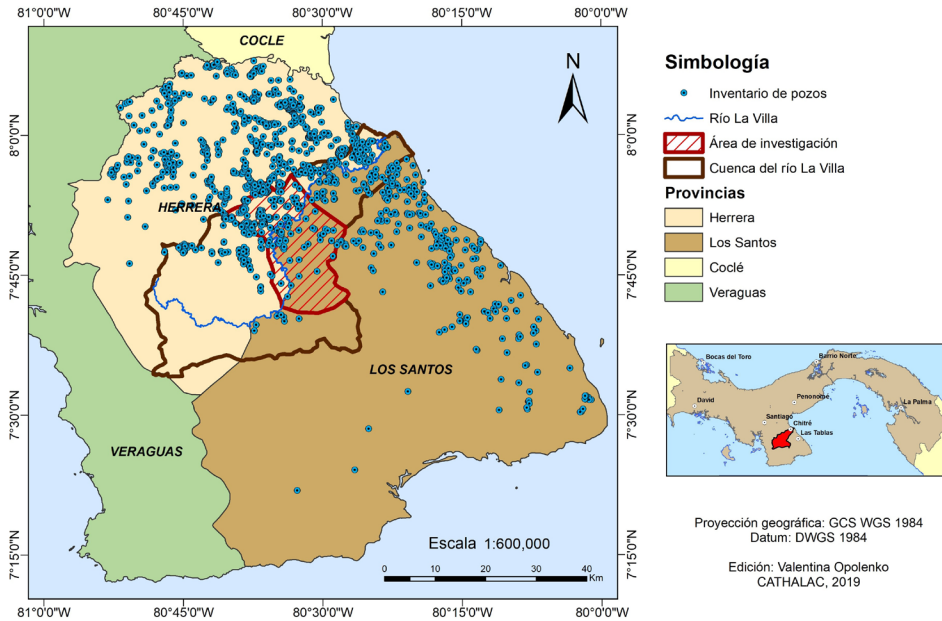 81°0'0"W
80°45'0"W
80°30'0"W
80°15'0"W
80°0'0"W
COCLE
HERRERA
LOS SANTOS
VERAGUAS
N
8°0'0"N
7°45'0"N
7°30'0"N
7°15'0"N
8°0'0"N
7°45'0"N
7°30'0"N
7°15'0"N
Escala 1:600,000
0 10 20 30 40
Km
81°0'0"W
80°45'0"W
80°30'0"W
80°15'0"W
80°0'0"W
Simbología
Inventario de pozos
Río La Villa
Área de investigación
Cuenca del río La Villa
Provincias
Herrera
Los Santos
Coclé
Veraguas
Bocas del Toro
Barrio Norte
David
Penonomé
La Palma
Santiago
Chitré
Las Tablas
Proyección geográfica: GCS WGS 1984
Datum: DWGS 1984
Edición: Valentina Opolenko
CATHALAC, 2019